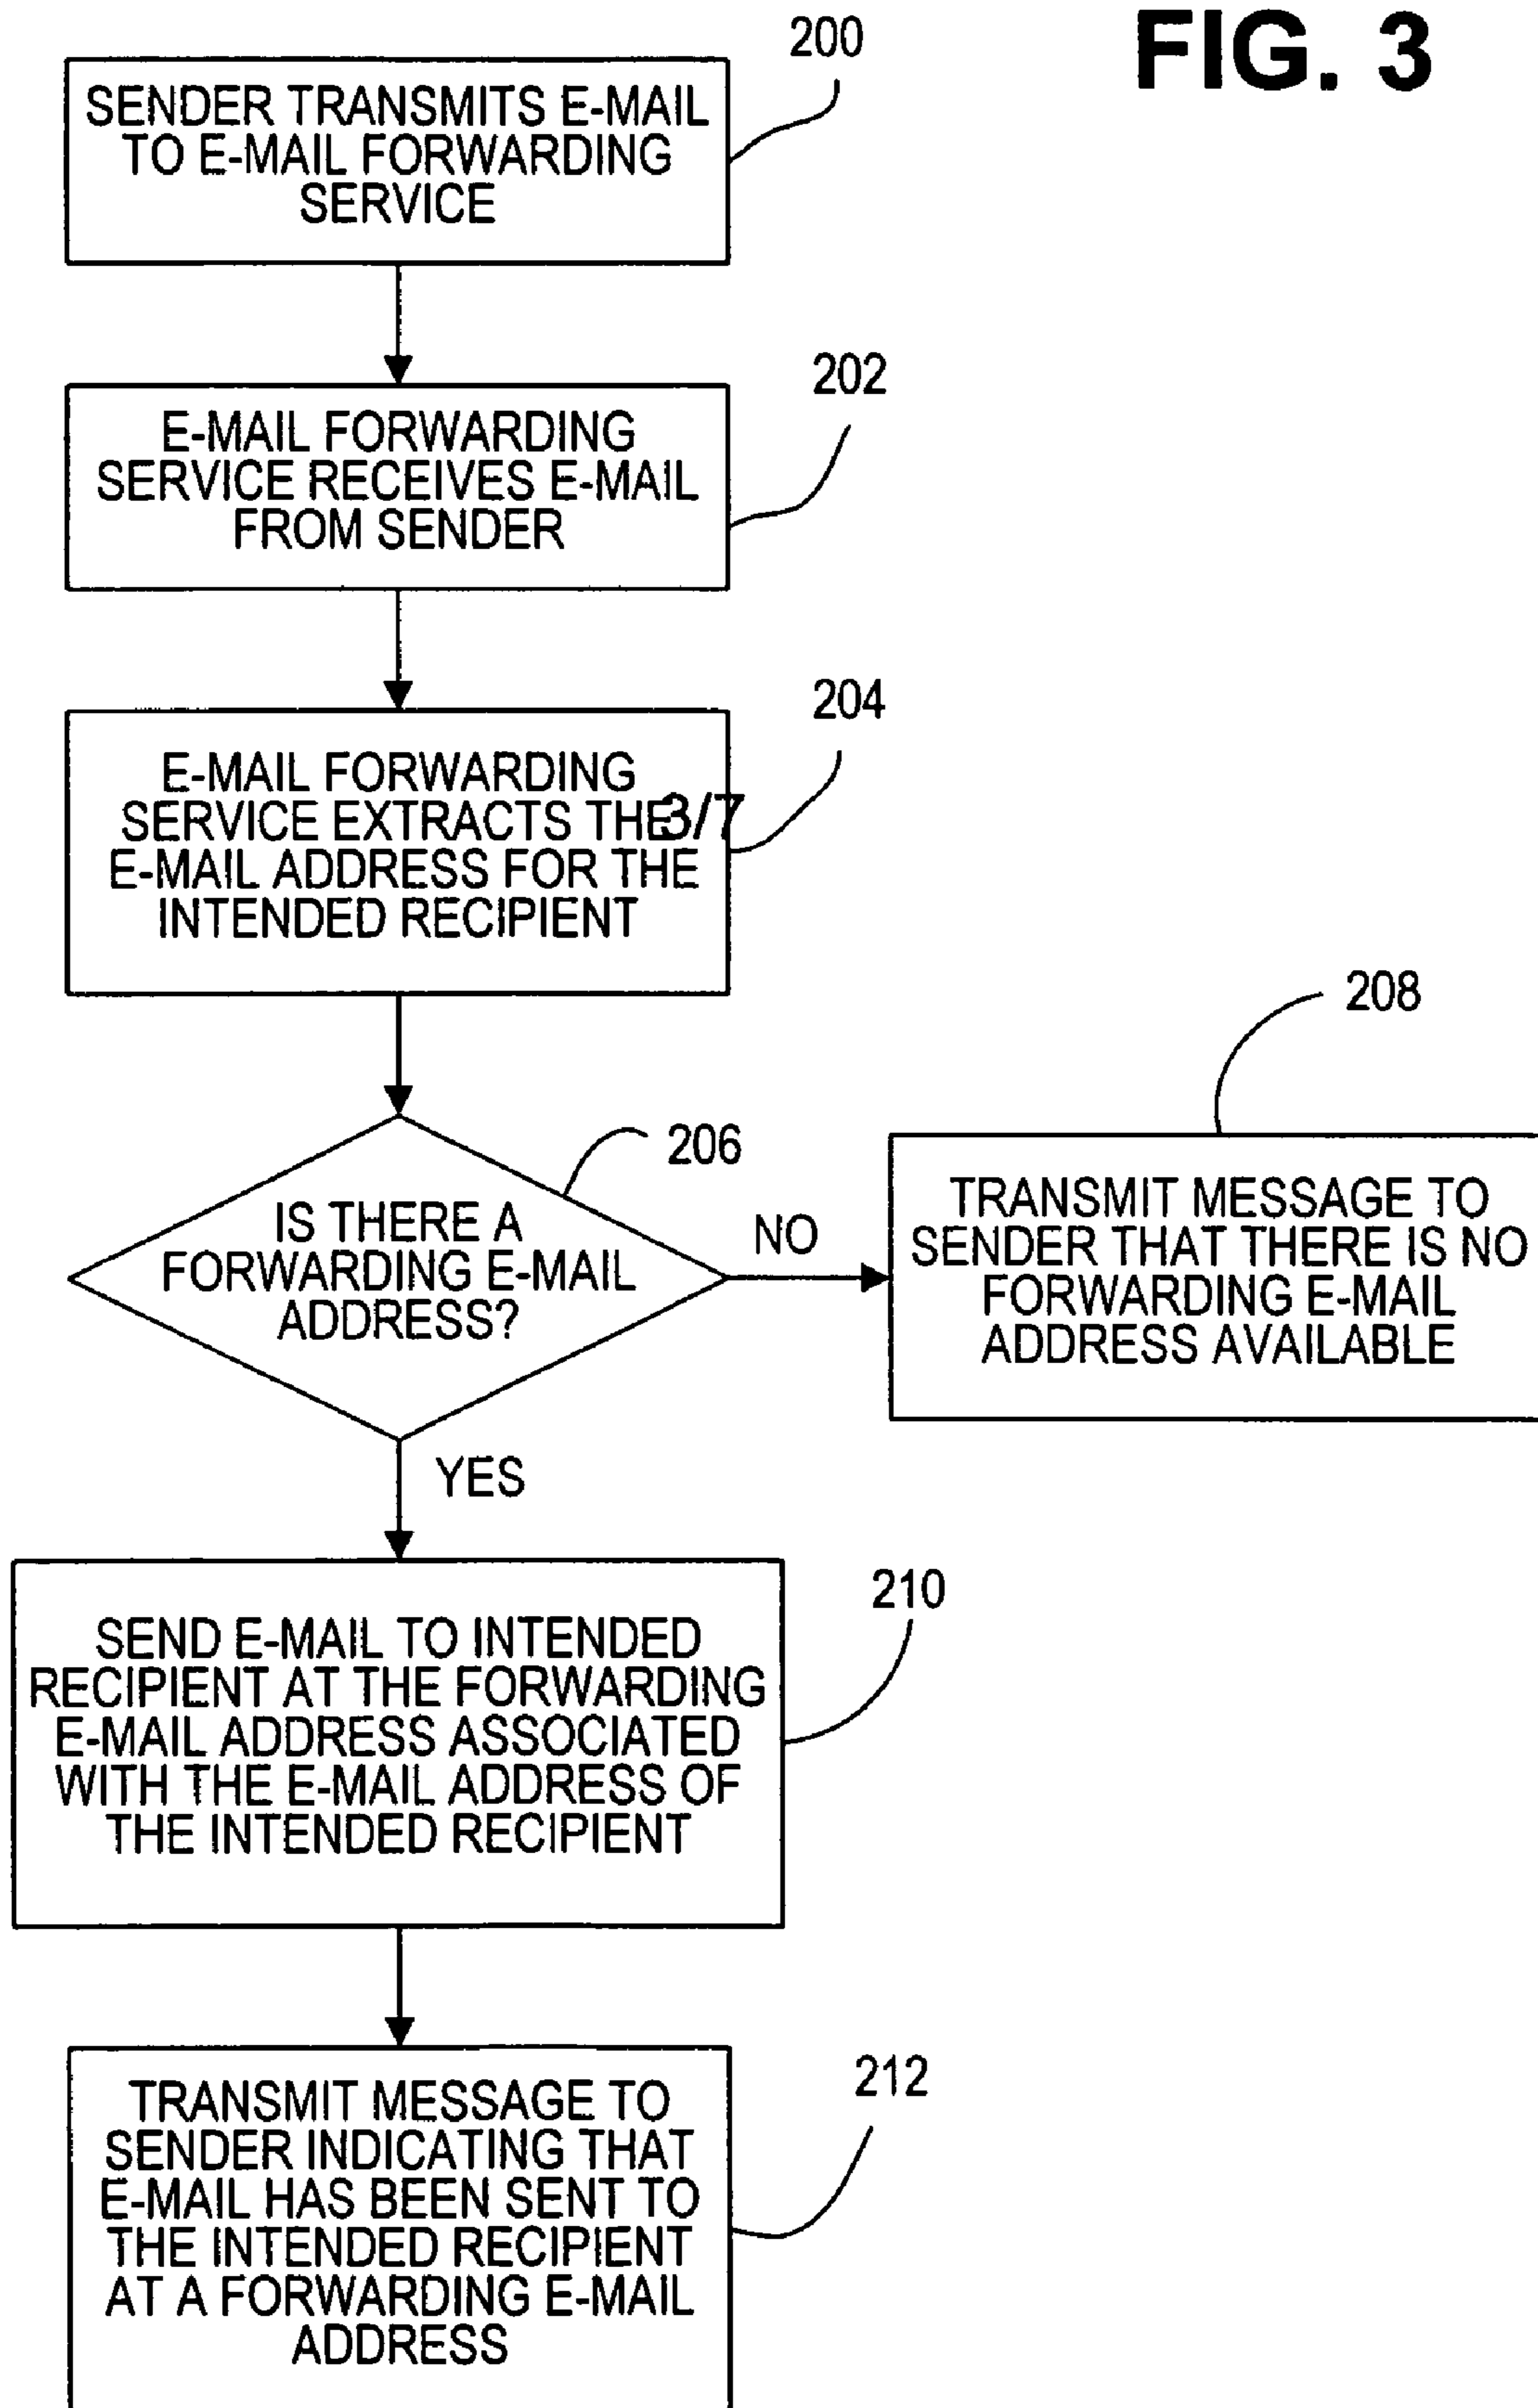 FIG. 3
200
SENDER TRANSMITS E-MAIL
TO E-MAIL FORWARDING
SERVICE
202
E-MAIL FORWARDING
SERVICE RECEIVES E-MAIL
FROM SENDER
204
E-MAIL FORWARDING
SERVICE EXTRACTS THE
3/7
E-MAIL ADDRESS FOR THE
INTENDED RECIPIENT
206
IS THERE A
FORWARDING E-MAIL
ADDRESS?
NO
208
TRANSMIT MESSAGE TO
SENDER THAT THERE IS NO
FORWARDING E-MAIL
ADDRESS AVAILABLE
YES
210
SEND E-MAIL TO INTENDED
RECIPIENT AT THE FORWARDING
E-MAIL ADDRESS ASSOCIATED
WITH THE E-MAIL ADDRESS OF
THE INTENDED RECIPIENT
212
TRANSMIT MESSAGE TO
SENDER INDICATING THAT
E-MAIL HAS BEEN SENT TO
THE INTENDED RECIPIENT
AT A FORWARDING E-MAIL
ADDRESS